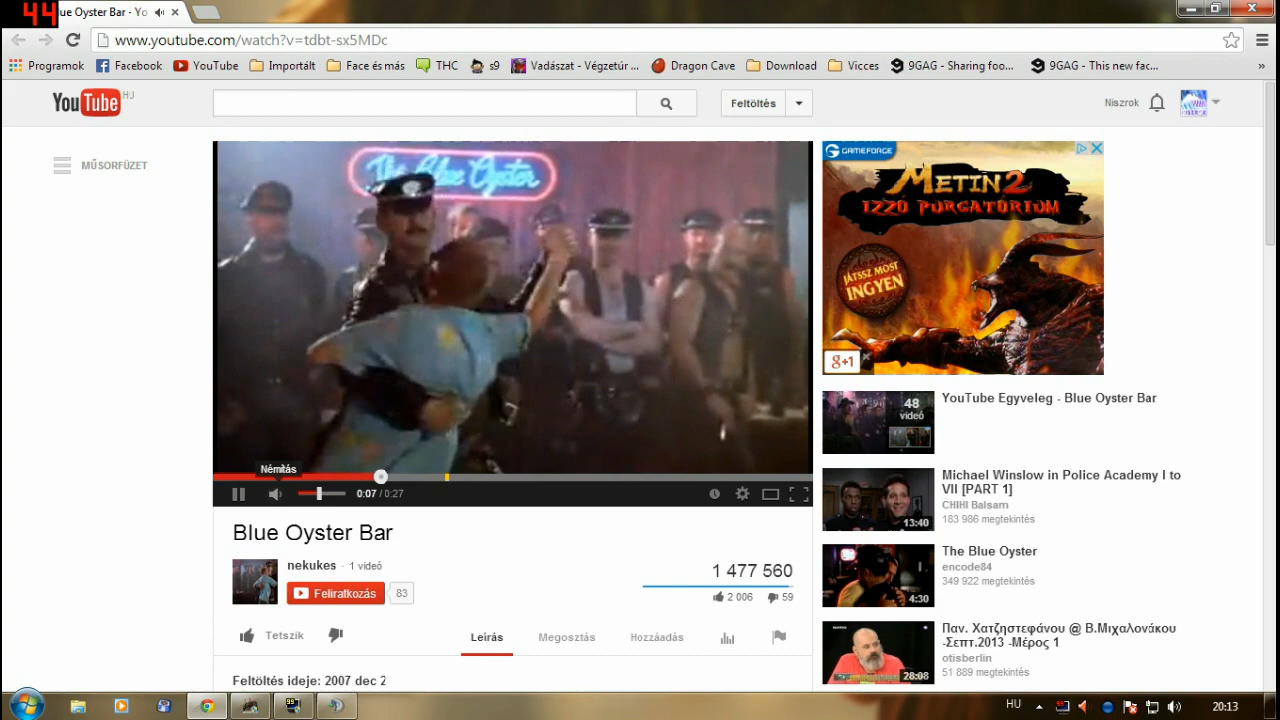 44
ue Oyster Bar - Yo
www.youtube.com/watch?v=tdbt-sx5MDc
Programok
Facebook
YouTube
Importált
Face és más
THC
s9
Vadászat - Végzetúr ...
Dragon Cave
Download
Vicces
9GAG - Sharing foo...
9GAG - This new fac...
»
YouTube HU
Feltöltés
Niszrok
MŰSORFÜZET
The Blue Oyster
Némítás
0:07 / 0:27
Blue Oyster Bar
nekukes · 1 videó
Feliratkozás
83
1 477 560
2 006
59
Tetszik
Leírás
Megosztás
Hozzáadás
Feltöltés ideje: 2007 dec 2
GAMEFORGE
METIN 2
IZZÓ PURGATÓRIUM
JÁTSSZ MOST
INGYEN
g+1
48
videó
YouTube Egyveleg - Blue Oyster Bar
13:40
Michael Winslow in Police Academy I to
VII [PART 1]
CHIHI Balsam
183 986 megtekintés
4:30
The Blue Oyster
encode84
349 922 megtekintés
28:08
Παν. Χατζηστεφάνου @ Β.Μιχαλονάκου
-Σεπτ.2013 -Μέρος 1
otisberlin
51 889 megtekintés
HU
20:13